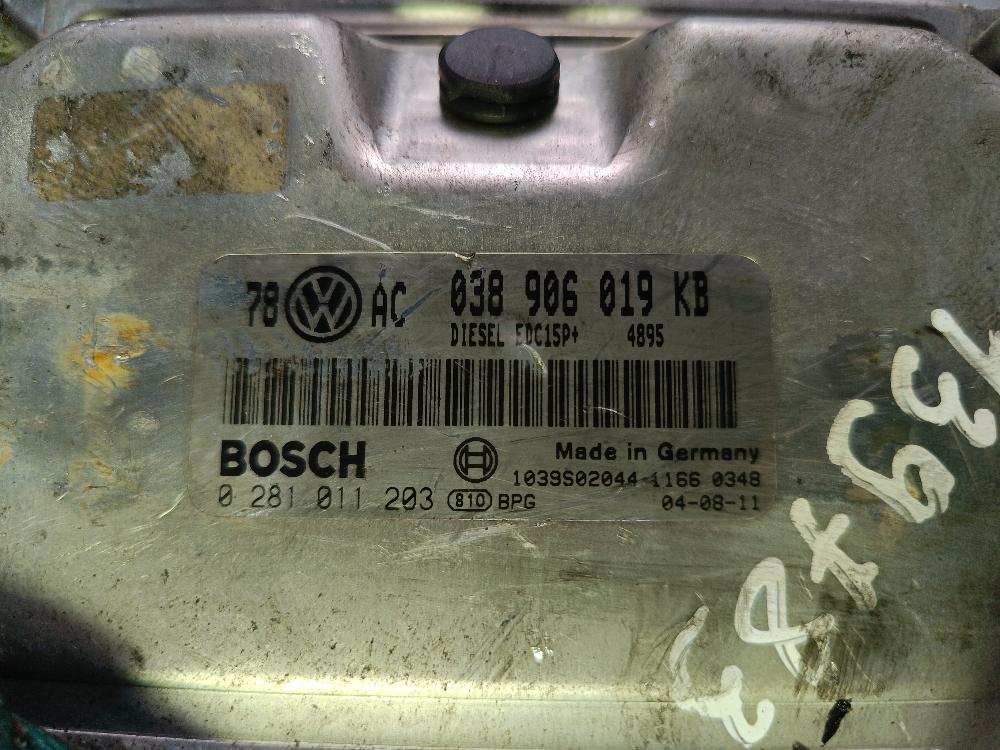 78 VW AC 038 906 019 KB
DIESEL EDC15P+ 4895
BOSCH
Made in Germany
1039S02044 1166 0348
0 281 011 203 810 BPG 04-08-11